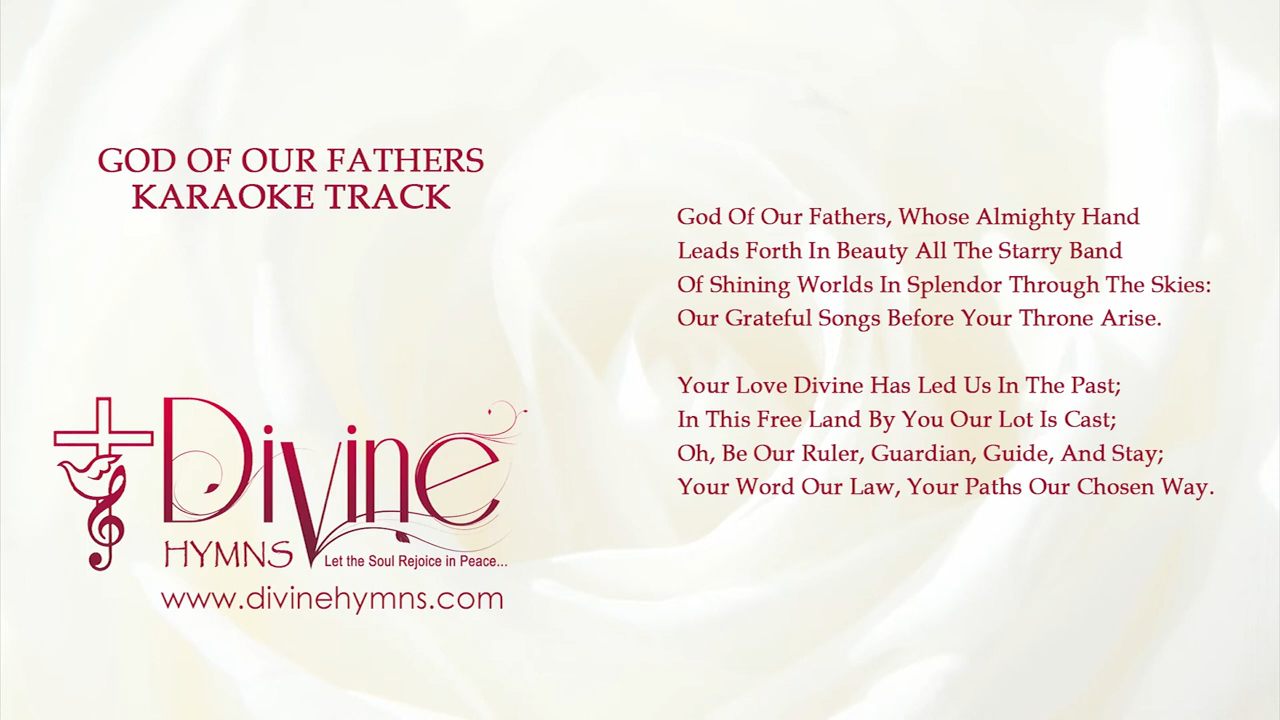 GOD OF OUR FATHERS
KARAOKE TRACK
God Of Our Fathers, Whose Almighty Hand
Leads Forth In Beauty All The Starry Band
Of Shining Worlds In Splendor Through The Skies:
Our Grateful Songs Before Your Throne Arise.
Your Love Divine Has Led Us In The Past;
In This Free Land By You Our Lot Is Cast;
Oh, Be Our Ruler, Guardian, Guide, And Stay;
Your Word Our Law, Your Paths Our Chosen Way.
Divine
HYMNS
Let the Soul Rejoice in Peace...
www.divinehymns.com